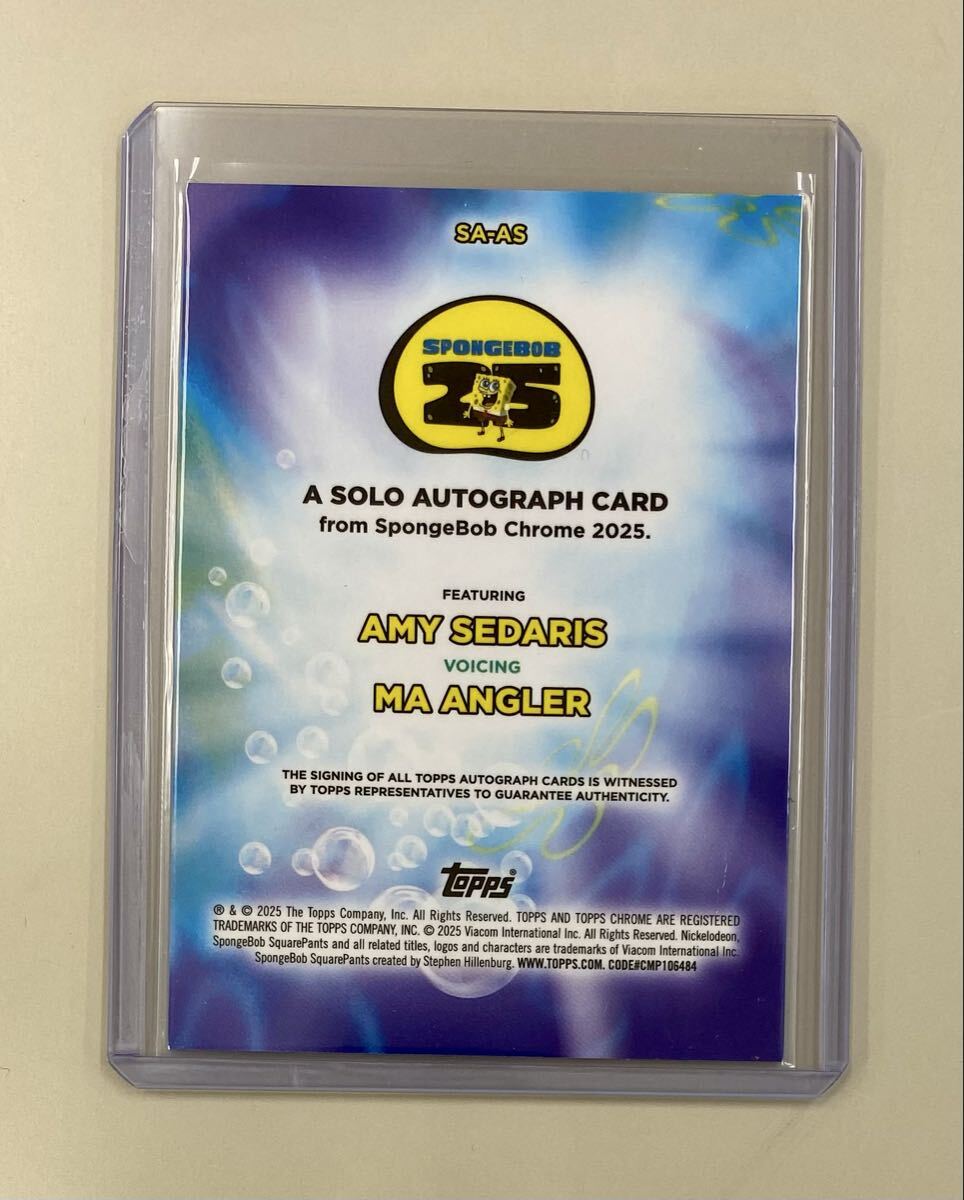 SA-AS
SPONGEBOB
25
A SOLO AUTOGRAPH CARD
from SpongeBob Chrome 2025.
FEATURING
AMY SEDARIS
VOICING
MA ANGLER
THE SIGNING OF ALL TOPPS AUTOGRAPH CARDS IS WITNESSED
BY TOPPS REPRESENTATIVES TO GUARANTEE AUTHENTICITY.
topps®
® & © 2025 The Topps Company, Inc. All Rights Reserved. TOPPS AND TOPPS CHROME ARE REGISTERED
TRADEMARKS OF THE TOPPS COMPANY, INC. © 2025 Viacom International Inc. All Rights Reserved. Nickelodeon,
SpongeBob SquarePants and all related titles, logos and characters are trademarks of Viacom International Inc.
SpongeBob SquarePants created by Stephen Hillenburg. WWW.TOPPS.COM. CODE#CMP106484